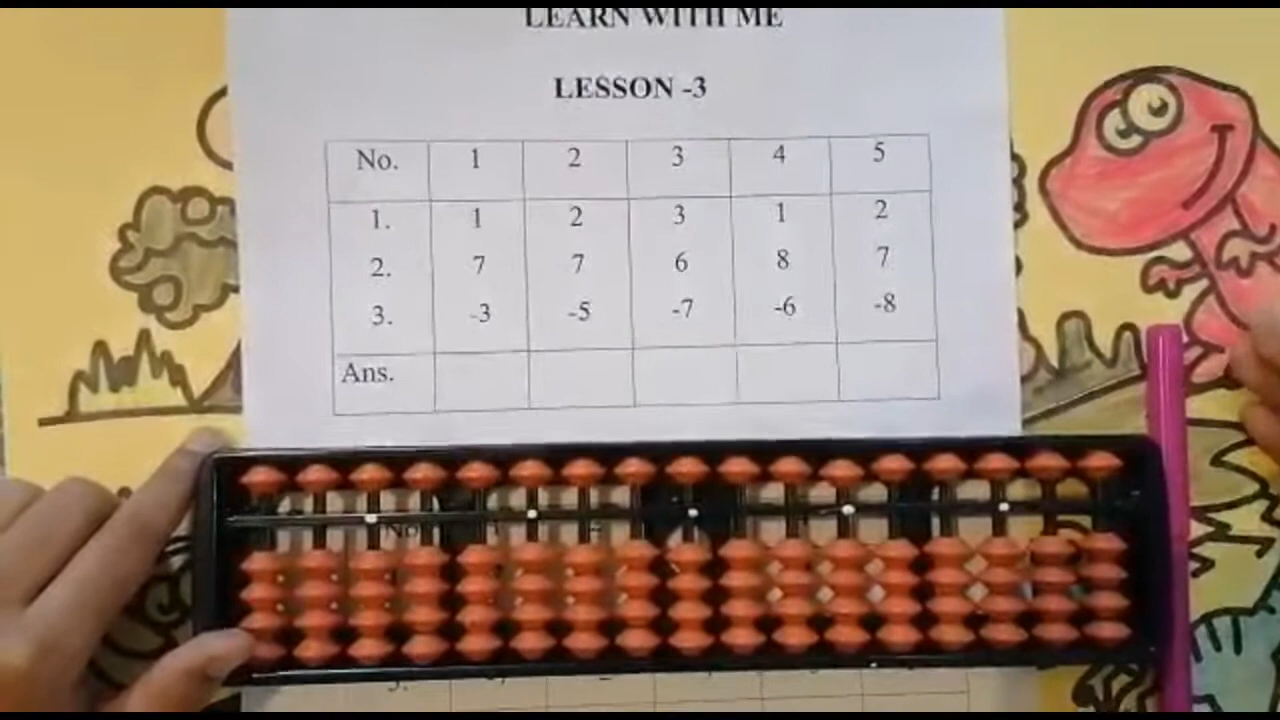 LEARN WITH ME
LESSON -3
No. 1 2 3 4 5
1. 1 2 3 1 2
2. 7 7 6 8 7
3. -3 -5 -7 -6 -8
Ans.
No